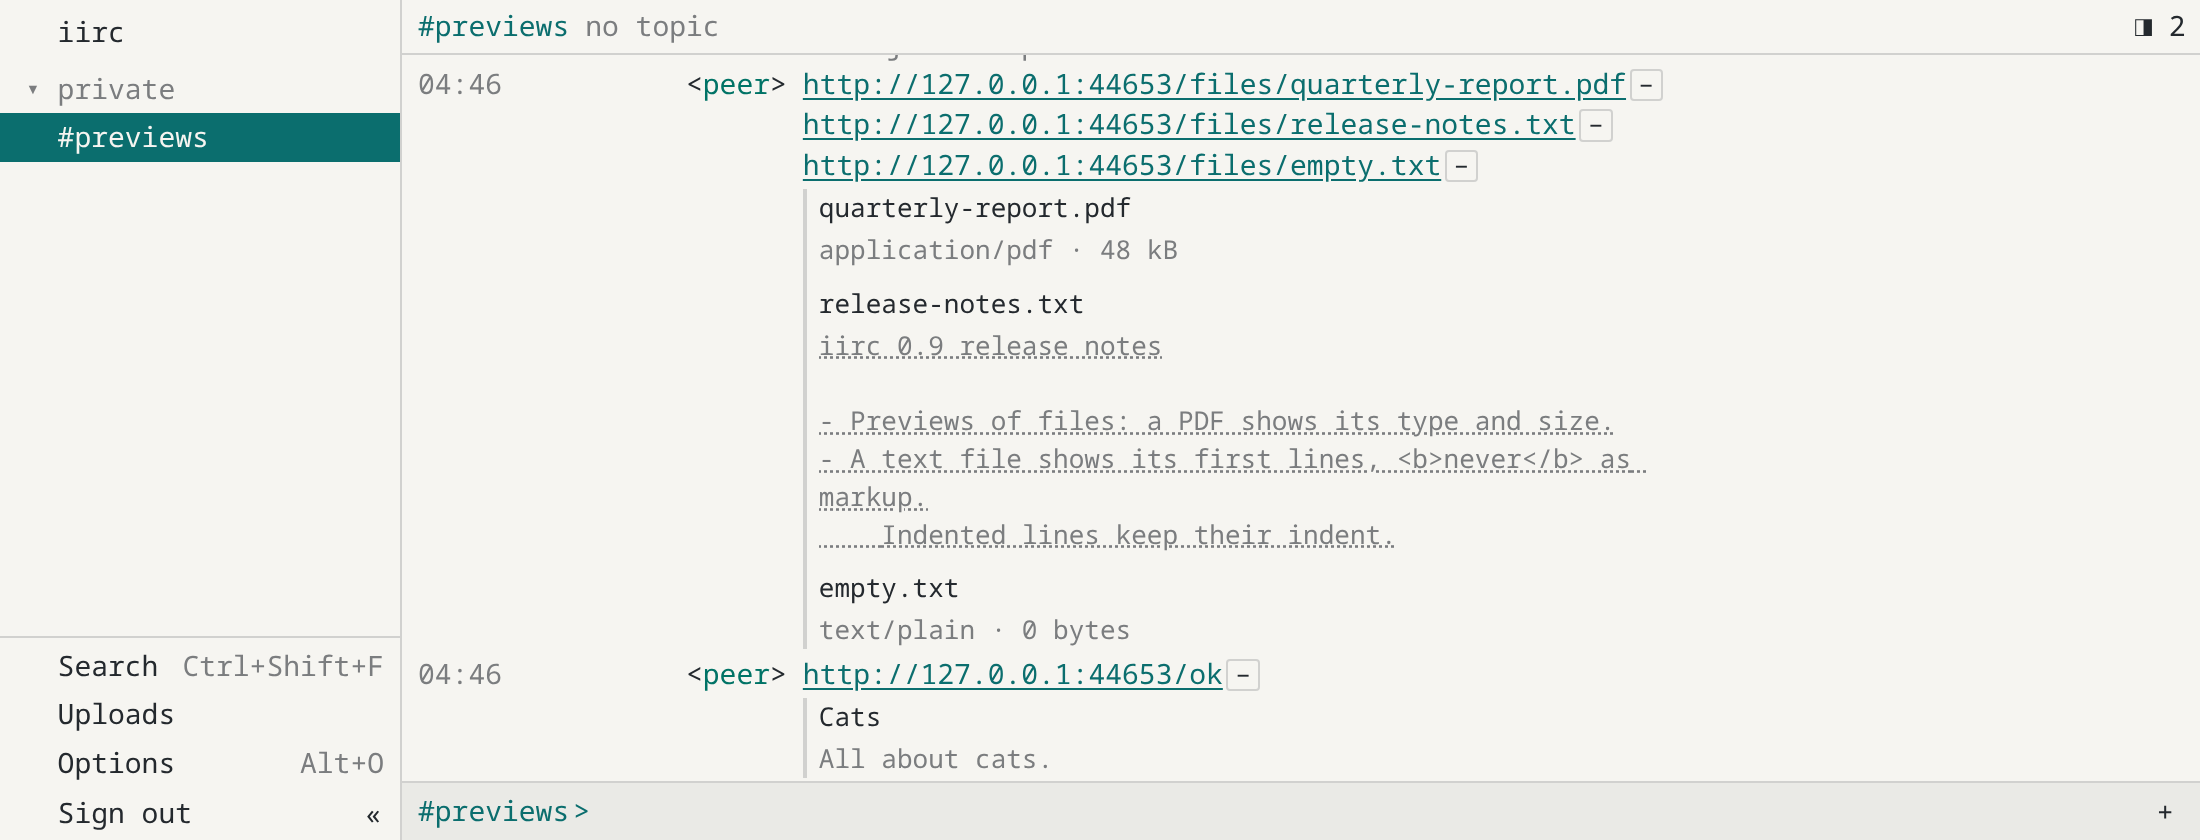 iirc
▾ private
#previews
Search Ctrl+Shift+F
Uploads
Options Alt+O
Sign out «
#previews no topic ◨ 2
04:46 <peer> http://127.0.0.1:44653/files/quarterly-report.pdf –
http://127.0.0.1:44653/files/release-notes.txt –
http://127.0.0.1:44653/files/empty.txt –
quarterly-report.pdf
application/pdf · 48 kB
release-notes.txt
iirc 0.9 release notes
- Previews of files: a PDF shows its type and size.
- A text file shows its first lines, <b>never</b> as
markup.
    Indented lines keep their indent.
empty.txt
text/plain · 0 bytes
04:46 <peer> http://127.0.0.1:44653/ok –
Cats
All about cats.
#previews> +